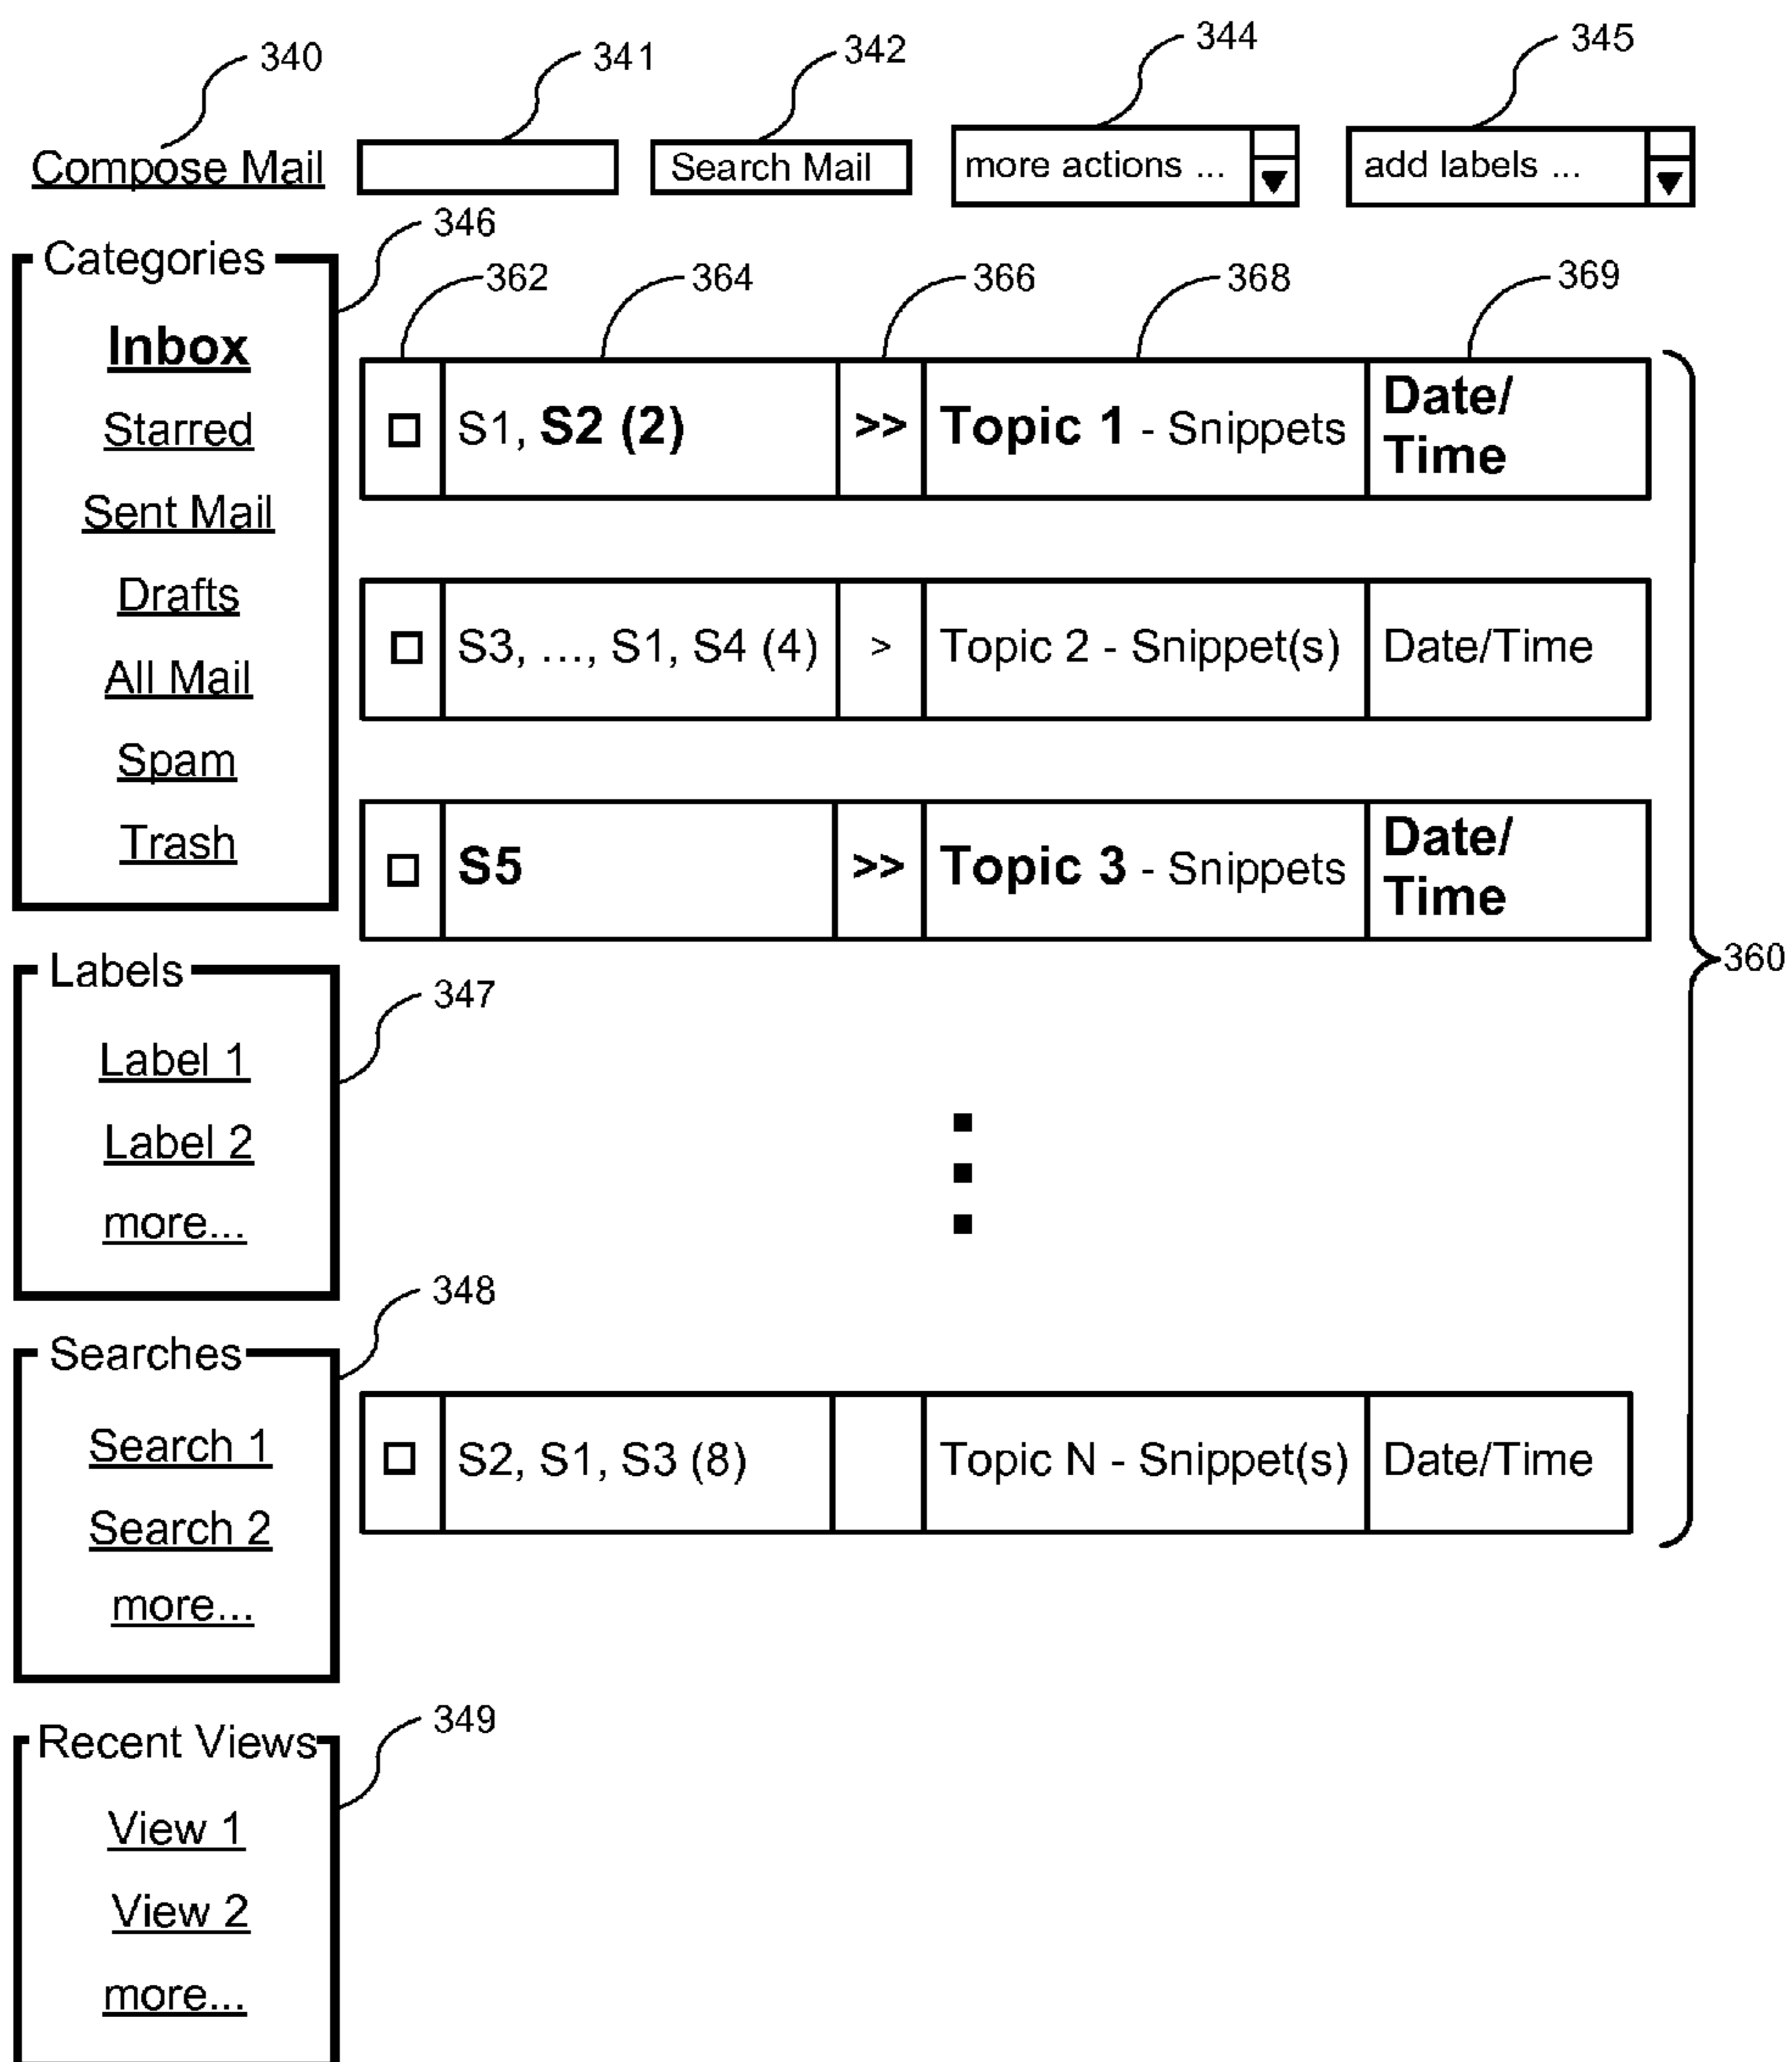 340 341 342 344 345
Compose Mail Search Mail more actions ... add labels ...
346
Categories
362 364 366 368 369
Inbox
Starred
Sent Mail
Drafts
All Mail
Spam
Trash
S1, S2 (2) >> Topic 1 - Snippets Date/
Time
S3, ..., S1, S4 (4) > Topic 2 - Snippet(s) Date/Time
S5 >> Topic 3 - Snippets Date/
Time
360
Labels
347
Label 1
Label 2
more...
348
Searches
Search 1
Search 2
more...
S2, S1, S3 (8) Topic N - Snippet(s) Date/Time
349
Recent Views
View 1
View 2
more...